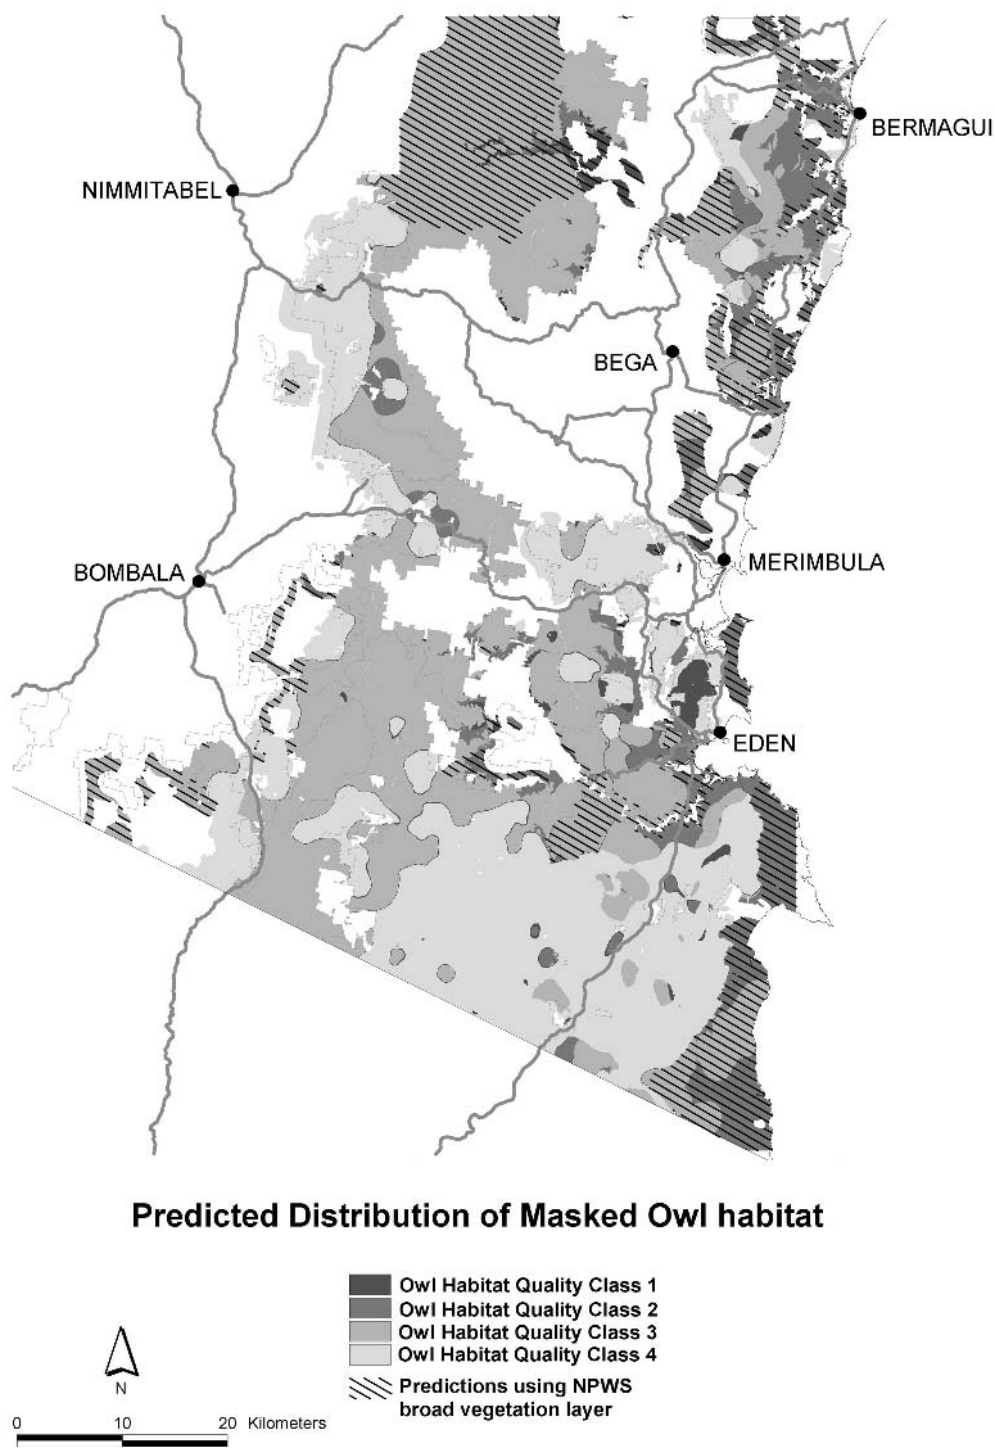 BERMAGUI
NIMMITABEL
BEGA
BOMBALA
MERIMBULA
EDEN
Predicted Distribution of Masked Owl habitat
Owl Habitat Quality Class 1
Owl Habitat Quality Class 2
Owl Habitat Quality Class 3
Owl Habitat Quality Class 4
Predictions using NPWS
broad vegetation layer
N
0 10 20 Kilometers